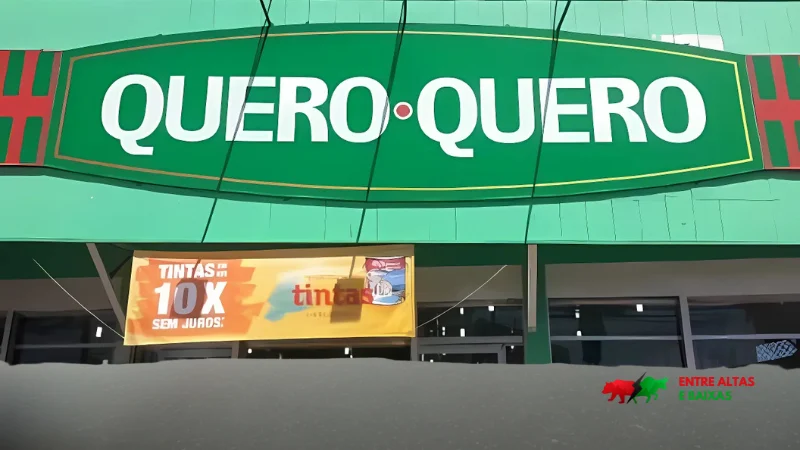 QUERO•QUERO
TINTAS EM ATÉ
10X
SEM JUROS!
tintas
ENTRE ALTAS
E BAIXAS